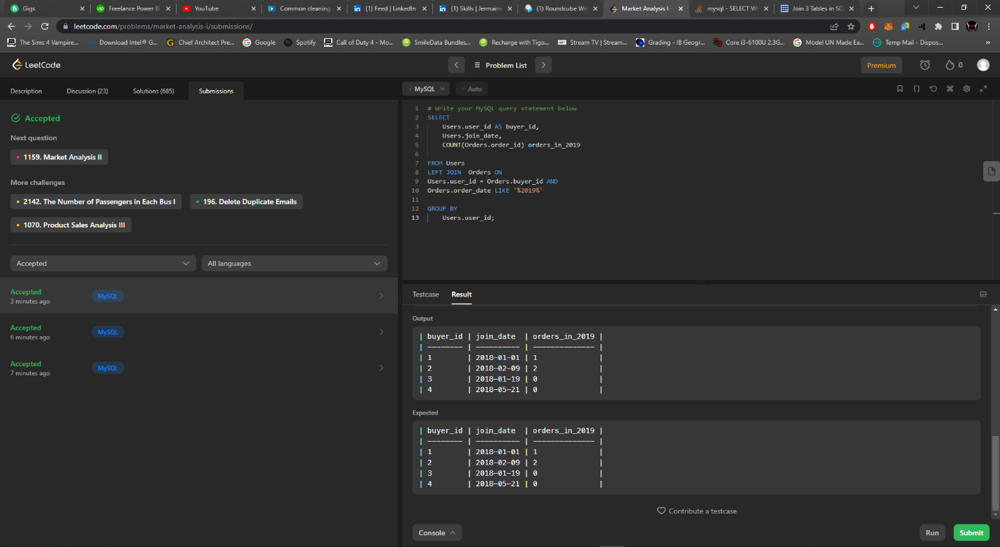 Gigs
Freelance Power B
YouTube
Common cleaning
(1) Feed | LinkedIn
(1) Skills | Jermaine
(1) Roundcube We
Market Analysis I -
mysql - SELECT W
Join 3 Tables in SQ
leetcode.com/problems/market-analysis-i/submissions/
The Sims 4 Vampire...
Download Intel® G...
Chief Architect Pre...
Google
Spotify
Call of Duty 4 - Mo...
SmileData Bundles...
Recharge with Tigo...
Stream TV | Stream...
Grading - IB Geogr...
Core i3-6100U 2.3G...
Model UN Made Ea...
Temp Mail - Dispos...
»
LeetCode
Problem List
Premium
0
Description
Discussion (23)
Solutions (685)
Submissions
Accepted
Next question
1159. Market Analysis II
More challenges
2142. The Number of Passengers in Each Bus I
196. Delete Duplicate Emails
1070. Product Sales Analysis III
Accepted
All languages
Accepted
MySQL
3 minutes ago
Accepted
MySQL
6 minutes ago
Accepted
MySQL
7 minutes ago
i MySQL
Auto
1 # Write your MySQL query statement below
2 SELECT
3 Users.user_id AS buyer_id,
4 Users.join_date,
5 COUNT(Orders.order_id) orders_in_2019
6
7 FROM Users
8 LEFT JOIN  Orders ON
9 Users.user_id = Orders.buyer_id AND
10 Orders.order_date LIKE '%2019%'
11
12 GROUP BY
13 Users.user_id;
Testcase
Result
Output
| buyer_id | join_date  | orders_in_2019 |
| -------- | ---------- | -------------- |
| 1        | 2018-01-01 | 1              |
| 2        | 2018-02-09 | 2              |
| 3        | 2018-01-19 | 0              |
| 4        | 2018-05-21 | 0              |
Expected
| buyer_id | join_date  | orders_in_2019 |
| -------- | ---------- | -------------- |
| 1        | 2018-01-01 | 1              |
| 2        | 2018-02-09 | 2              |
| 3        | 2018-01-19 | 0              |
| 4        | 2018-05-21 | 0              |
Contribute a testcase
Console
Run
Submit